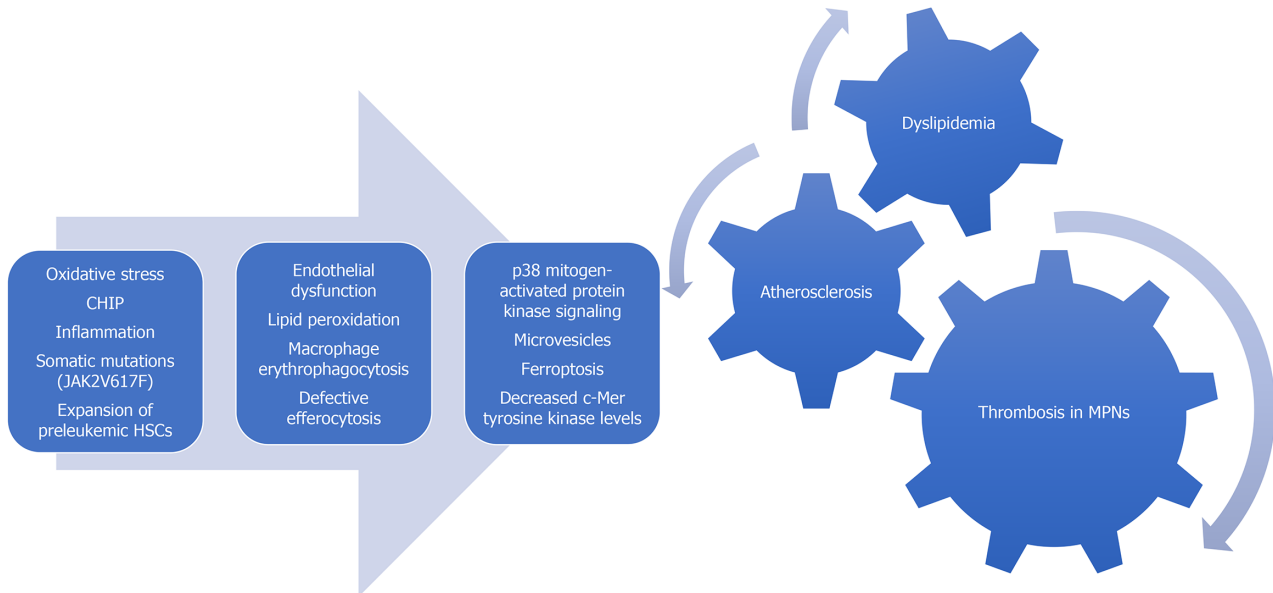 Oxidative stress
CHIP
Inflammation
Somatic mutations
(JAK2V617F)
Expansion of
preleukemic HSCs
Endothelial
dysfunction
Lipid peroxidation
Macrophage
erythrophagocytosis
Defective
efferocytosis
p38 mitogen-
activated protein
kinase signaling
Microvesicles
Ferroptosis
Decreased c-Mer
tyrosine kinase levels
Dyslipidemia
Atherosclerosis
Thrombosis in MPNs